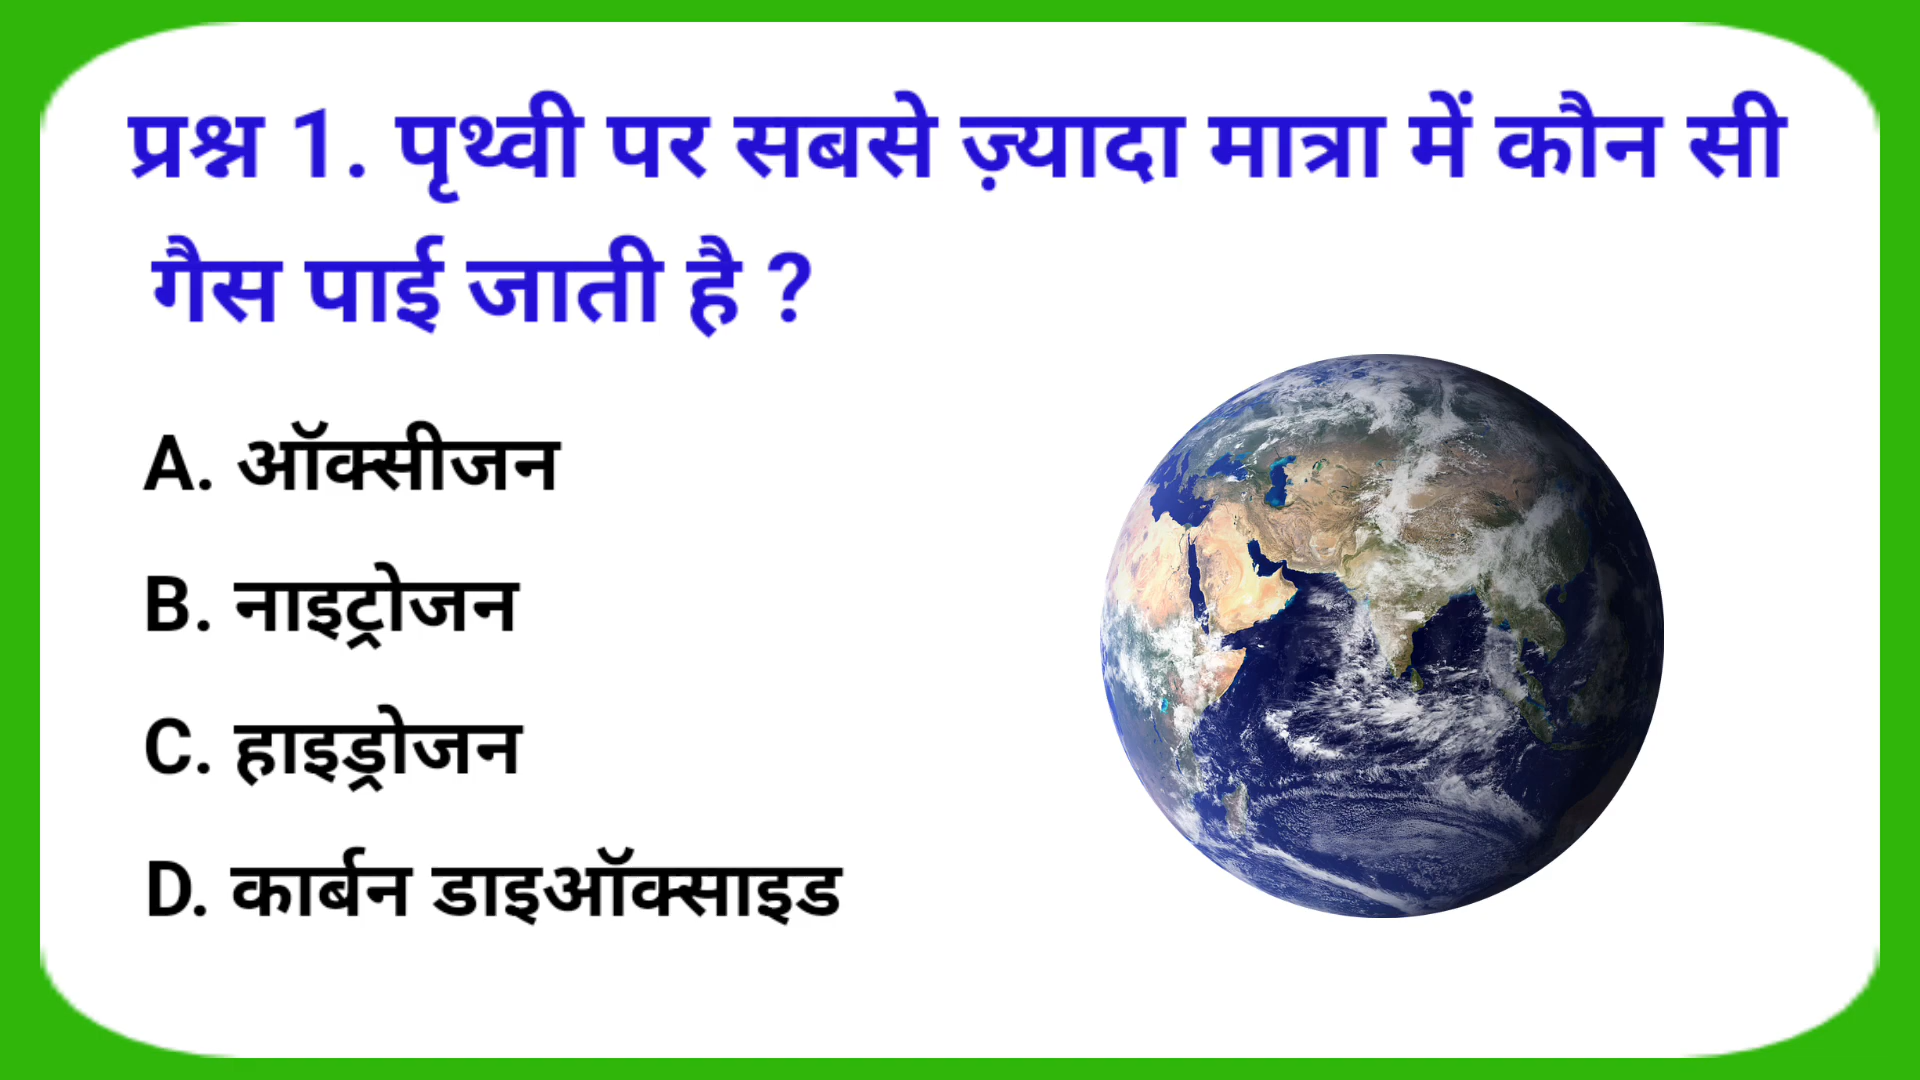 प्रश्न 1. पृथ्वी पर सबसे ज़्यादा मात्रा में कौन सी
गैस पाई जाती है ?
A. ऑक्सीजन
B. नाइट्रोजन
C. हाइड्रोजन
D. कार्बन डाइऑक्साइड